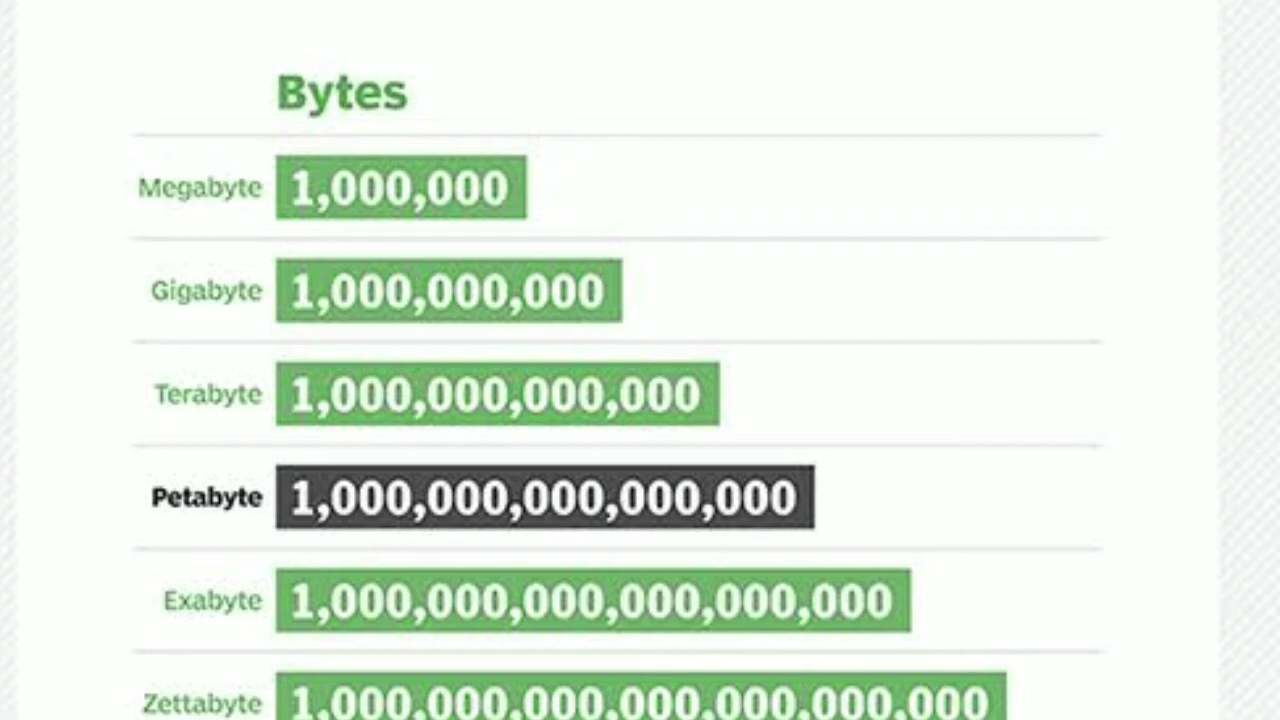 Bytes
Megabyte 1,000,000
Gigabyte 1,000,000,000
Terabyte 1,000,000,000,000
Petabyte 1,000,000,000,000,000
Exabyte 1,000,000,000,000,000,000
Zettabyte 1,000,000,000,000,000,000,000